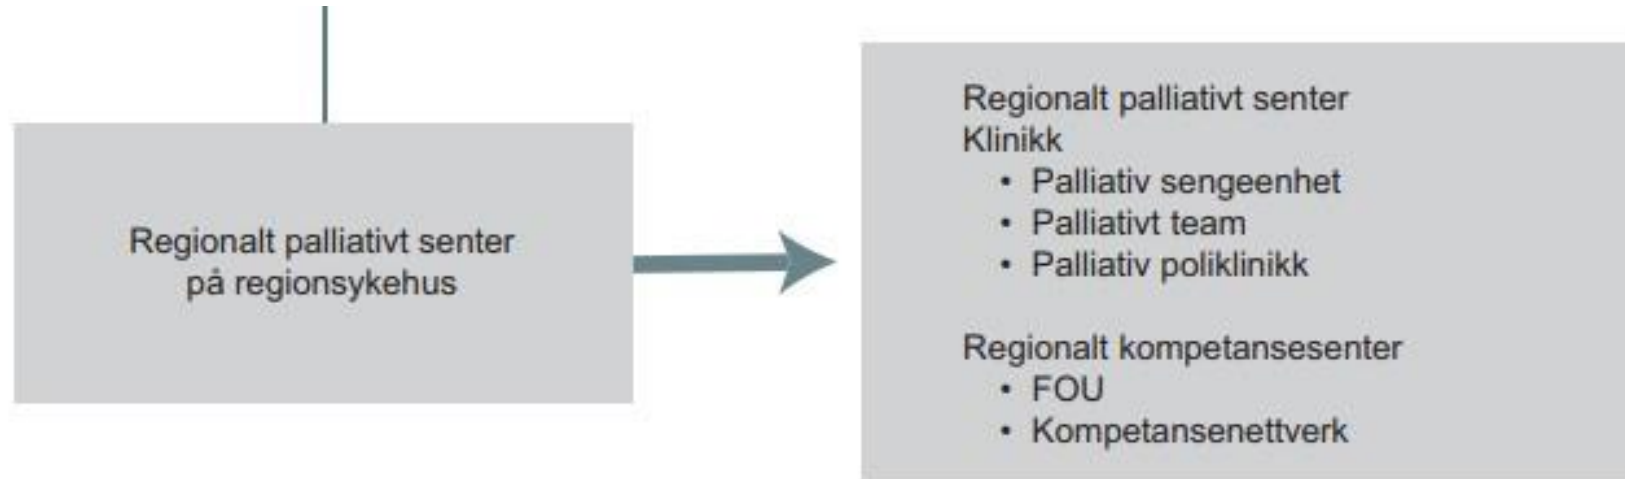 Regionalt palliativt senter
på regionsykehus
Regionalt palliativt senter
Klinikk
• Palliativ sengeenhet
• Palliativt team
• Palliativ poliklinikk
Regionalt kompetansesenter
• FOU
• Kompetansenettverk